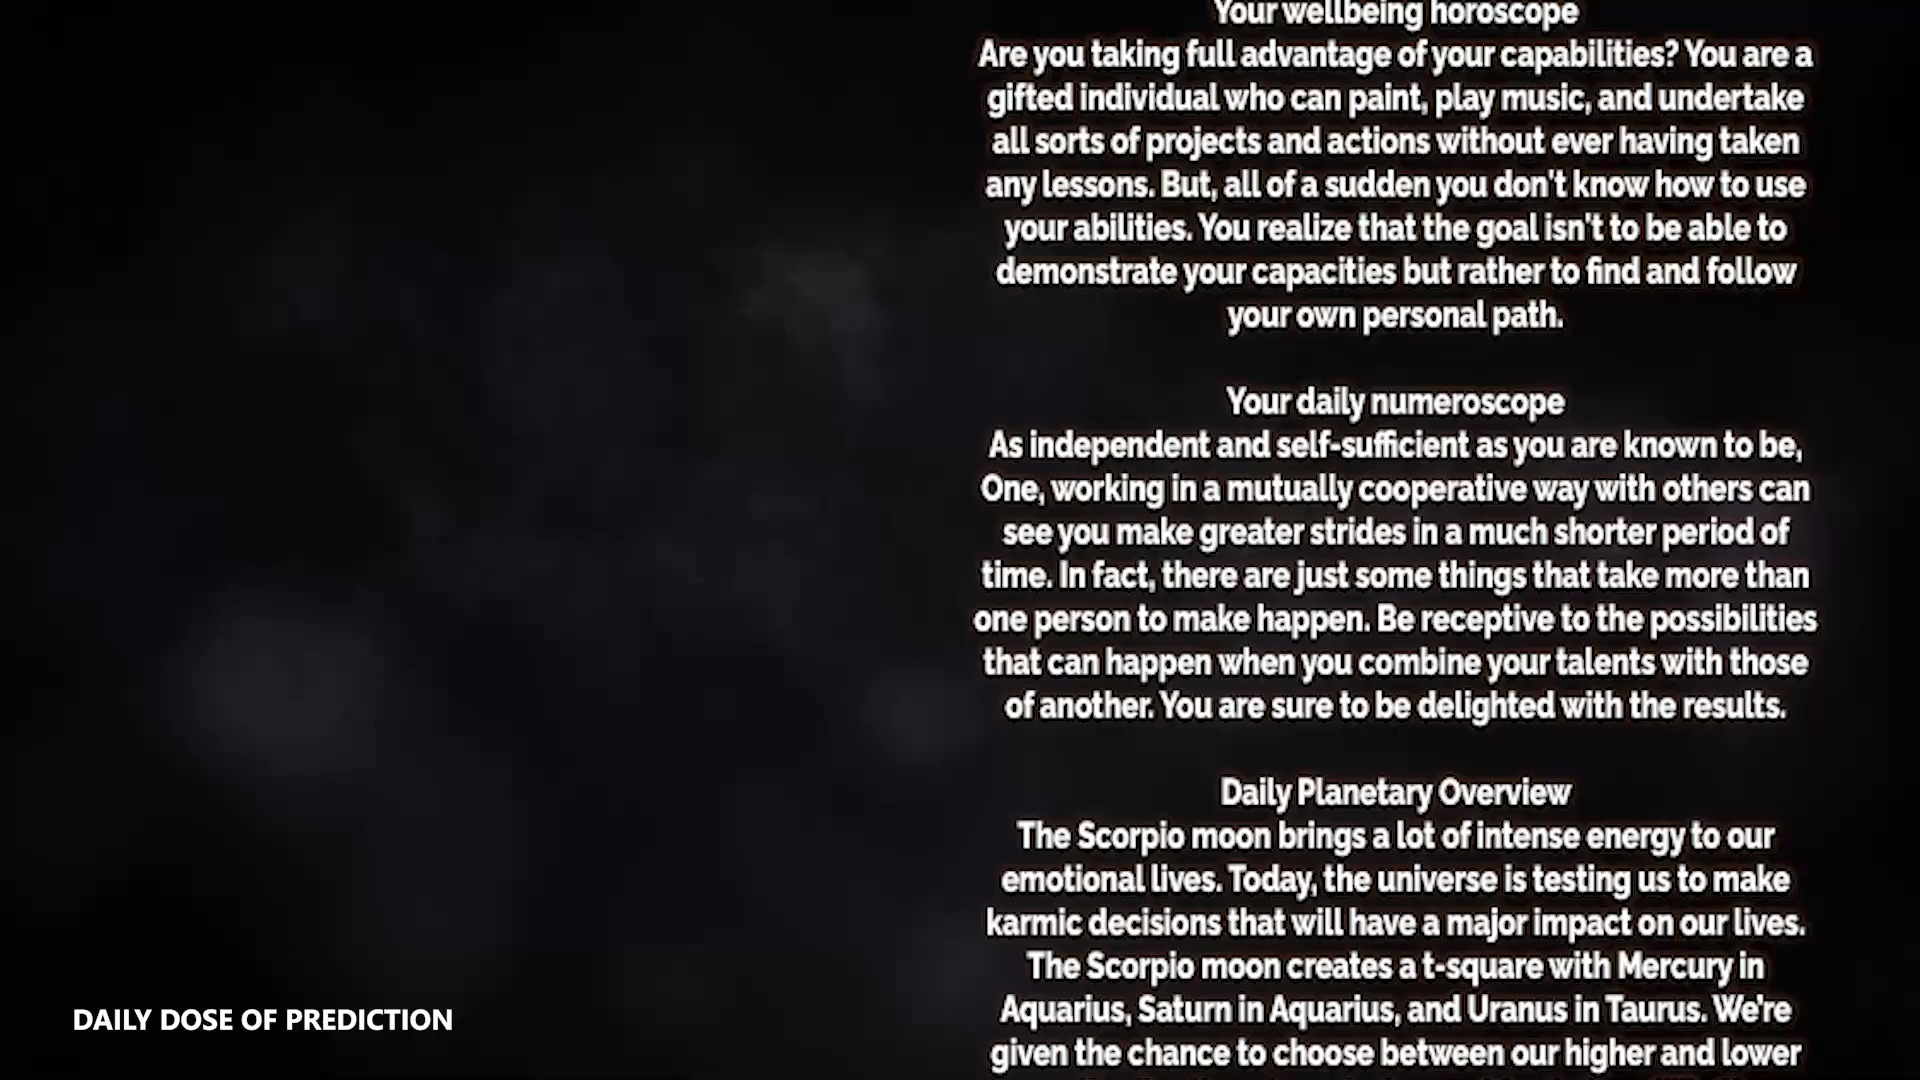 Your wellbeing horoscope
Are you taking full advantage of your capabilities? You are a
gifted individual who can paint, play music, and undertake
all sorts of projects and actions without ever having taken
any lessons. But, all of a sudden you don't know how to use
your abilities. You realize that the goal isn't to be able to
demonstrate your capacities but rather to find and follow
your own personal path.
Your daily numeroscope
As independent and self-sufficient as you are known to be,
One, working in a mutually cooperative way with others can
see you make greater strides in a much shorter period of
time. In fact, there are just some things that take more than
one person to make happen. Be receptive to the possibilities
that can happen when you combine your talents with those
of another. You are sure to be delighted with the results.
Daily Planetary Overview
The Scorpio moon brings a lot of intense energy to our
emotional lives. Today, the universe is testing us to make
karmic decisions that will have a major impact on our lives.
The Scorpio moon creates a t-square with Mercury in
Aquarius, Saturn in Aquarius, and Uranus in Taurus. We're
given the chance to choose between our higher and lower
DAILY DOSE OF PREDICTION